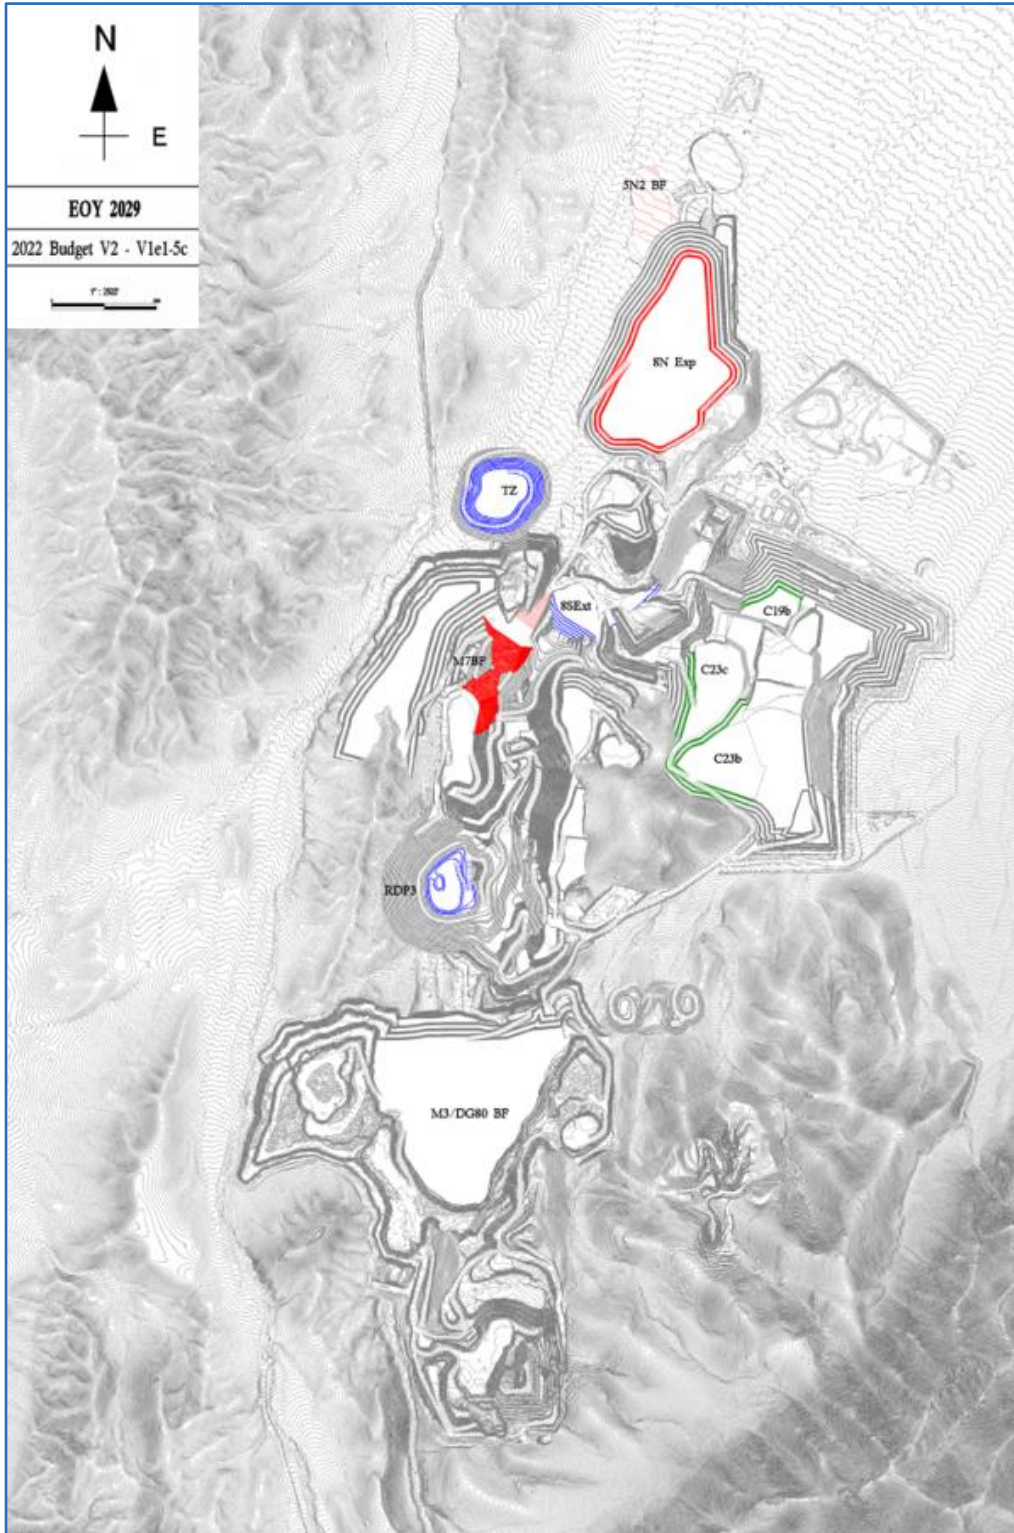 N
E
EOY 2029
2022 Budget V2 - V1e1-5c
5N2 BF
8N Exp
TZ
8SExt
C19b
M7BF
C23c
C23b
RDP3
M3/DG80 BF